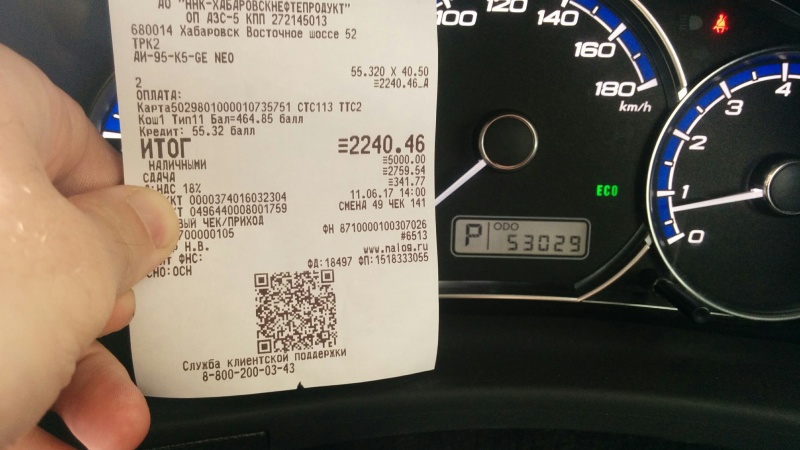 АО "ННК-ХАБАРОВСКНЕФТЕПРОДУКТ"
ОП АЗС-5 КПП 272145013
680014 Хабаровск Восточное шоссе 52
ТРК2
АИ-95-К5-GE NEO
55.320 X 40.50
2 ≡2240.46_А
ОПЛАТА:
Карта5029801000010735751 СТС113 ТТС2
Кош1 Тип11 Бал=464.85 балл
Кредит: 55.32 балл
ИТОГ ≡2240.46
НАЛИЧНЫМИ ≡5000.00
СДАЧА ≡2759.54
НДС 18% ≡341.77
0000374016032304 11.06.17 14:00
0496440008001759 СМЕНА 49 ЧЕК 141
ЧЕК/ПРИХОД ФН 8710000100307026
700000105 #6513
Н.В. www.nalog.ru
ФНС: ФД:18497 ФП:1518333055
СНО:ОСН
Служба клиентской поддержки
8-800-200-03-43
100 120 140 160 180
km/h
ECO
P ODO 53029
0 1 2 3 4